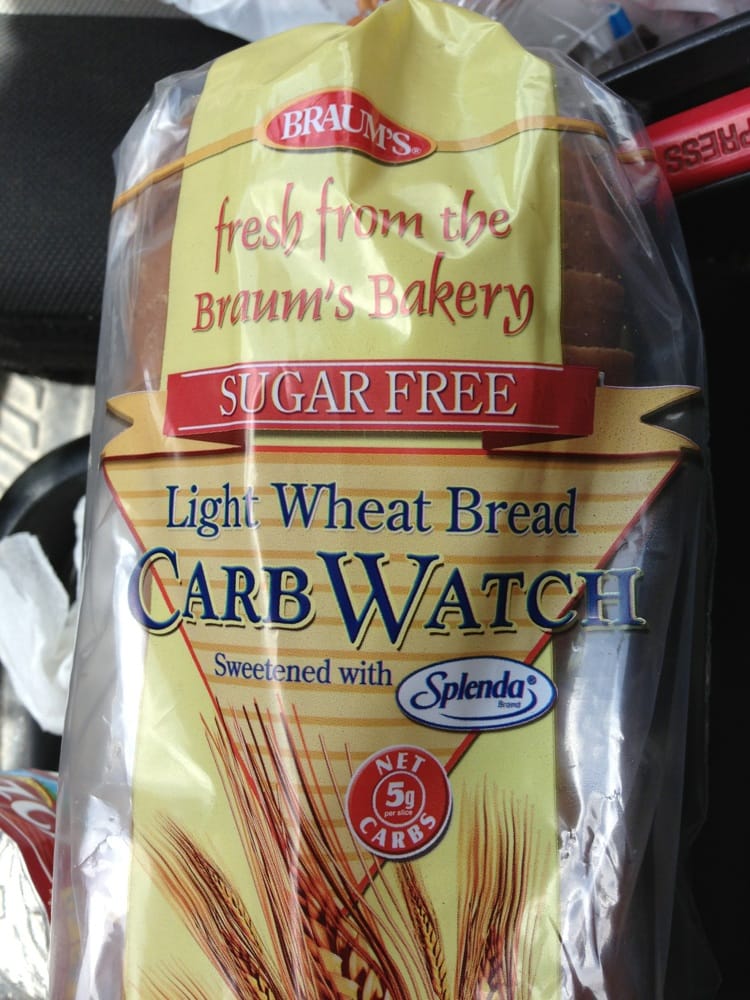 BRAUM'S®
fresh from the
Braum's Bakery
SUGAR FREE
Light Wheat Bread
CARB WATCH
Sweetened with Splenda®
Brand
NET
5g
per slice
CARBS